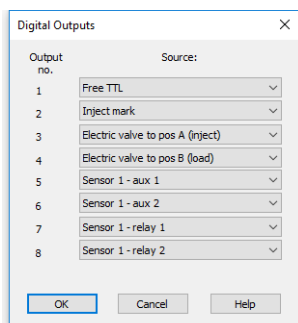 Digital Outputs
Output no. Source:
1 Free TTL
2 Inject mark
3 Electric valve to pos A (inject)
4 Electric valve to pos B (load)
5 Sensor 1 - aux 1
6 Sensor 1 - aux 2
7 Sensor 1 - relay 1
8 Sensor 1 - relay 2
OK Cancel Help